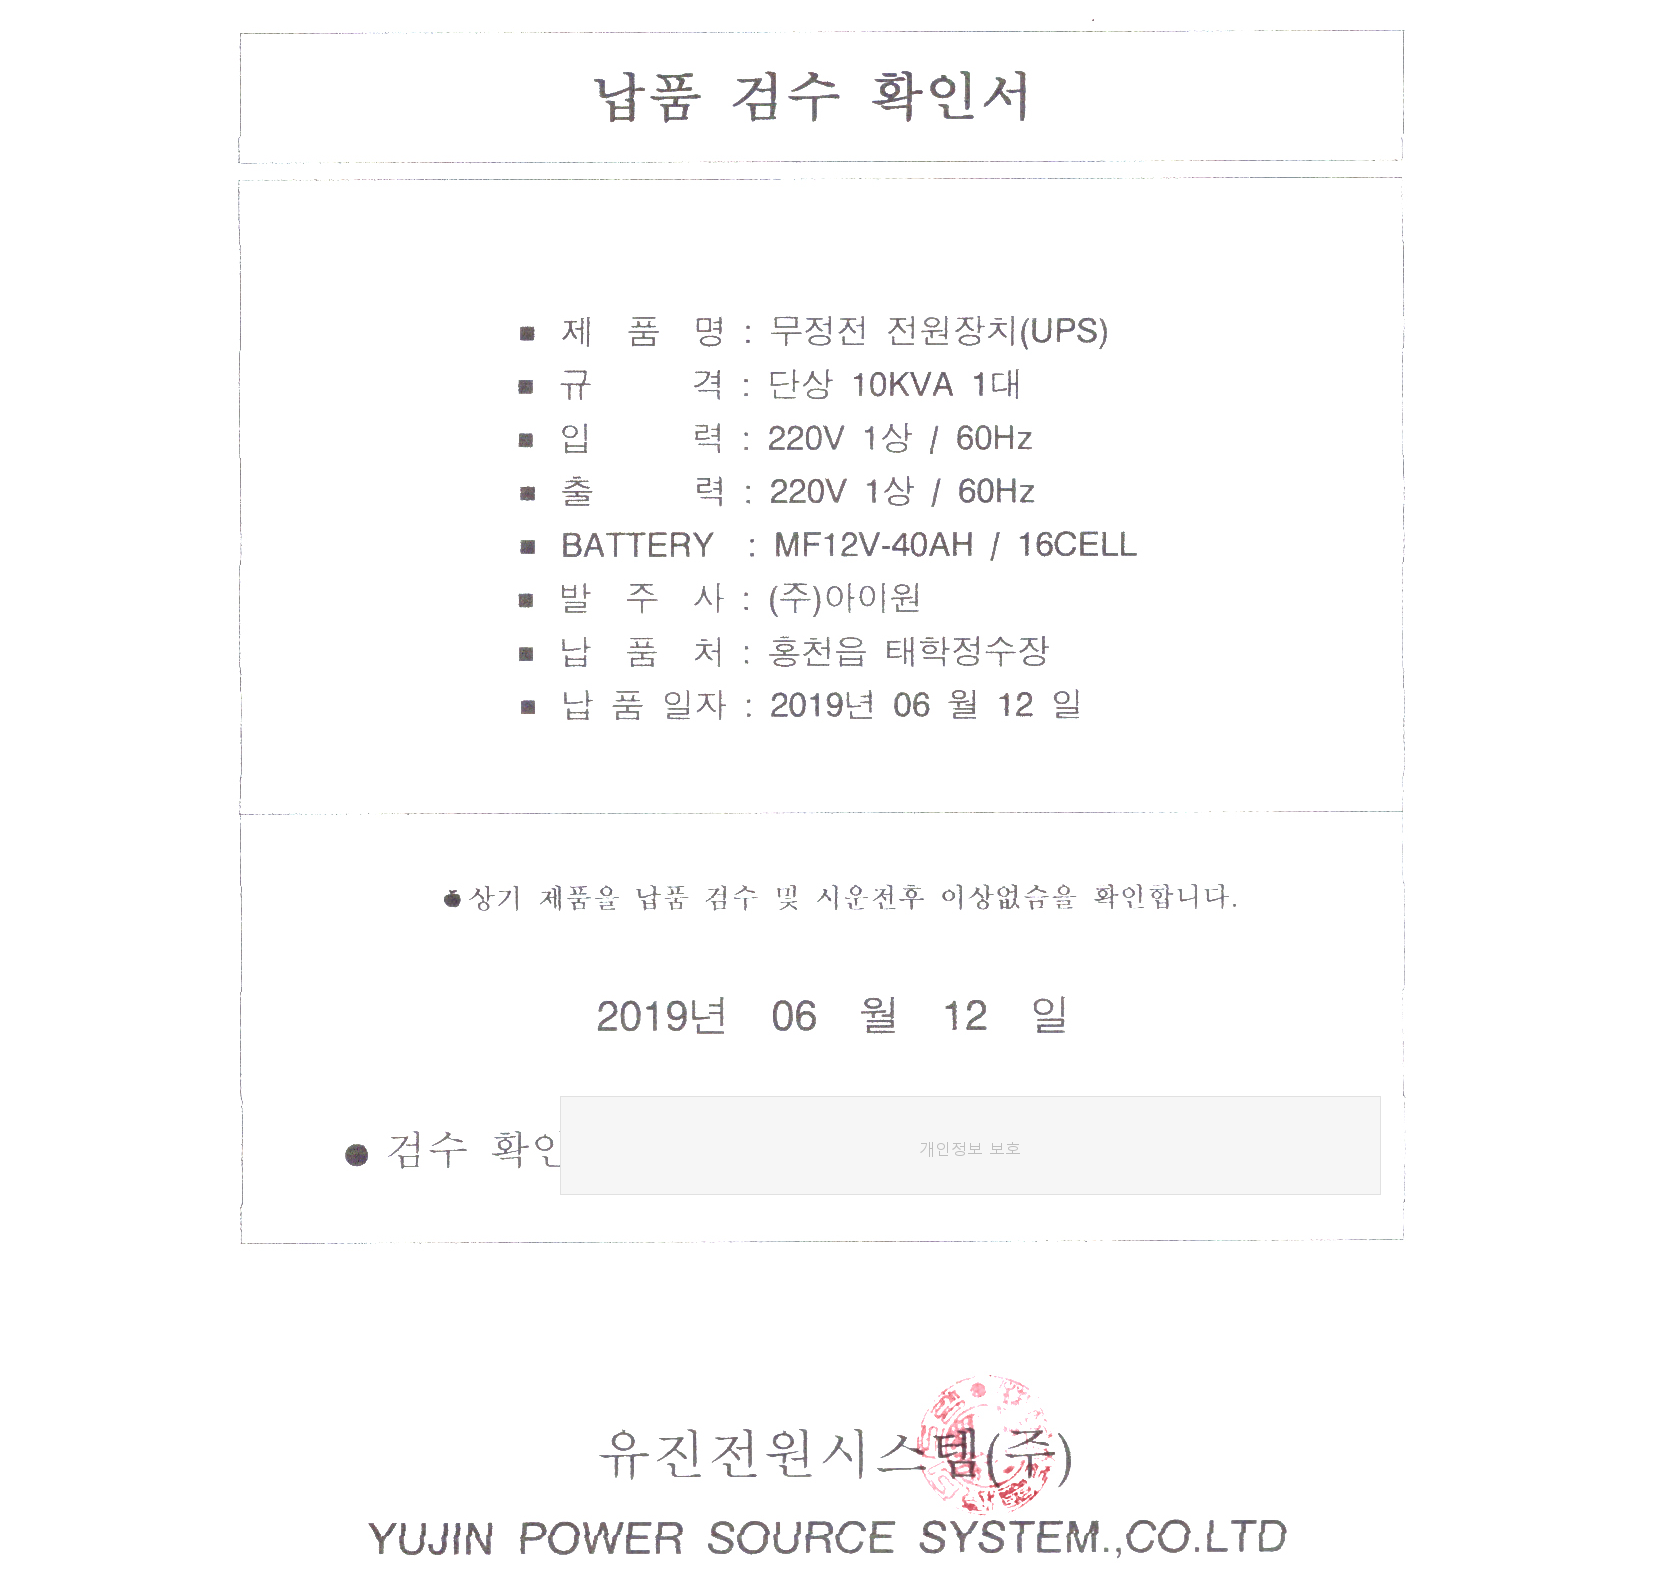 납품 검수 확인서
■ 제 품 명 : 무정전 전원장치(UPS)
■ 규 격 : 단상 10KVA 1대
■ 입 력 : 220V 1상 / 60Hz
■ 출 력 : 220V 1상 / 60Hz
■ BATTERY : MF12V-40AH / 16CELL
■ 발 주 사 : (주)아이원
■ 납 품 처 : 홍천읍 태학정수장
■ 납 품 일자 : 2019년 06 월 12 일
●상기 제품을 납품 검수 및 시운전후 이상없슴을 확인합니다.
2019년 06 월 12 일
● 검수 확인
개인정보 보호
유진전원시스템(주)
YUJIN POWER SOURCE SYSTEM.,CO.LTD